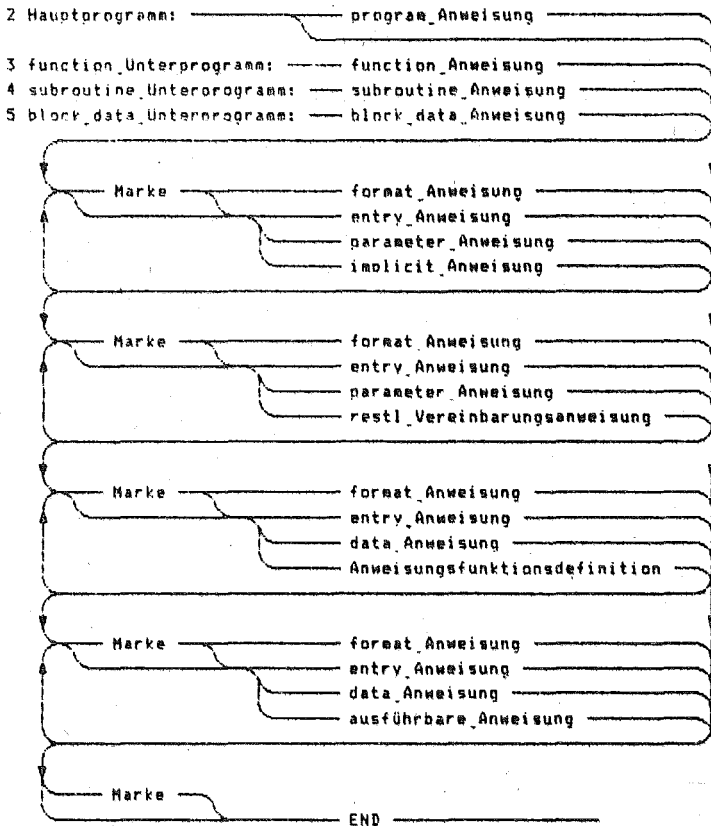 2 Hauptprogramm: program_Anweisung
3 function_Unterprogramm: function_Anweisung
4 subroutine_Unterprogramm: subroutine_Anweisung
5 block_data_Unterprogramm: block_data_Anweisung
Marke format_Anweisung
entry_Anweisung
parameter_Anweisung
implicit_Anweisung
Marke format_Anweisung
entry_Anweisung
parameter_Anweisung
restl_Vereinbarungsanweisung
Marke format_Anweisung
entry_Anweisung
data_Anweisung
Anweisungsfunktionsdefinition
Marke format_Anweisung
entry_Anweisung
data_Anweisung
ausführbare_Anweisung
Marke
END